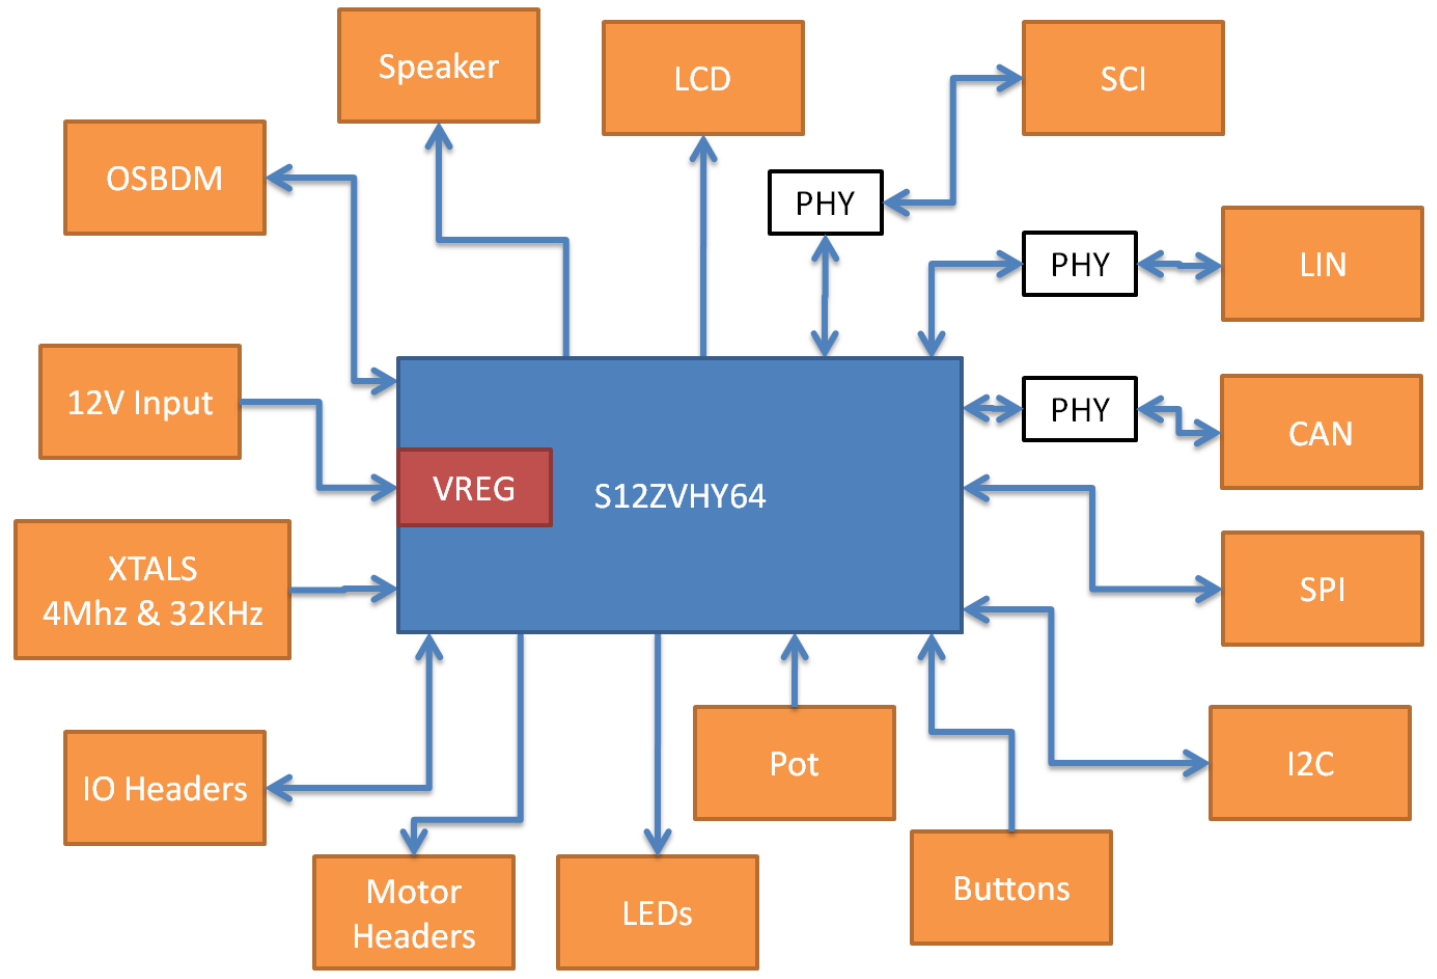 Speaker
LCD
SCI
OSBDM
PHY
PHY
LIN
12V Input
PHY
CAN
VREG
S12ZVHY64
XTALS
4Mhz & 32KHz
SPI
IO Headers
Pot
I2C
Motor
Headers
LEDs
Buttons